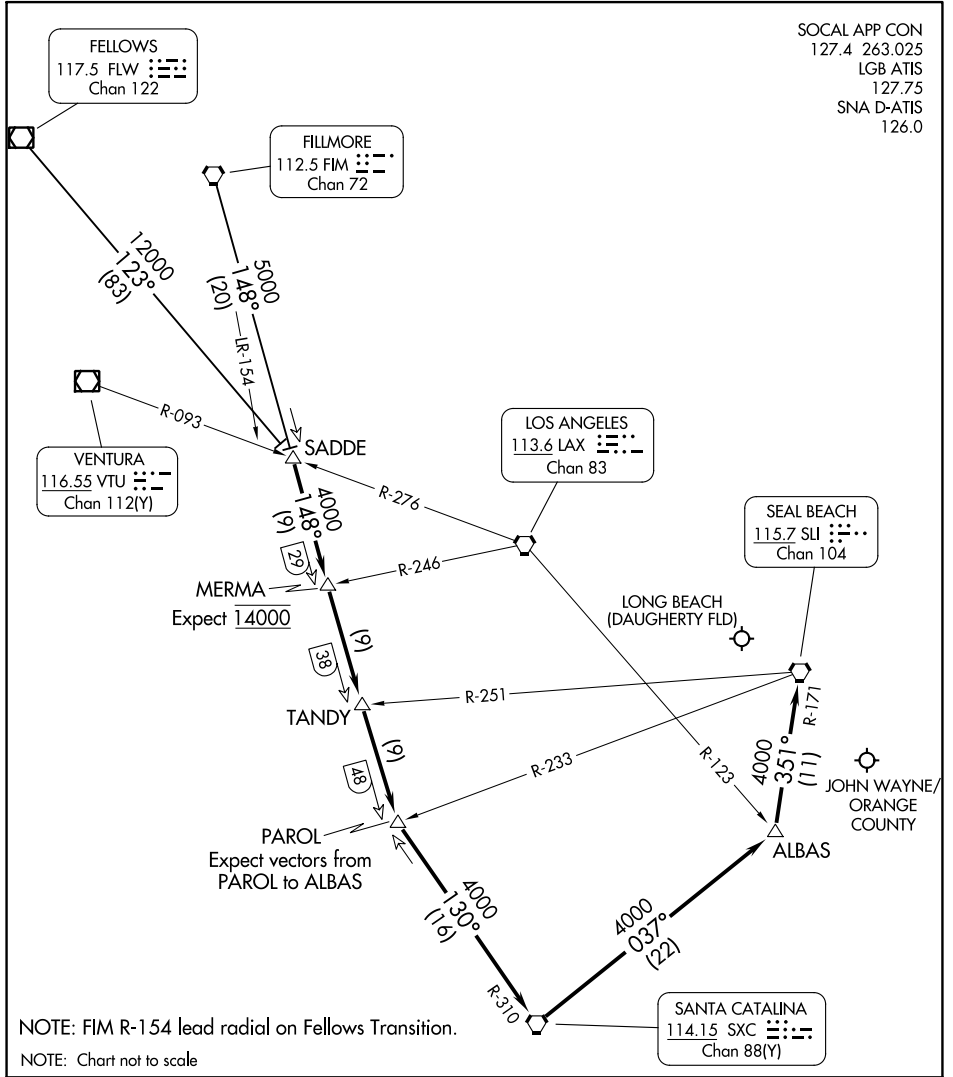 SOCAL APP CON
127.4 263.025
LGB ATIS
127.75
SNA D-ATIS
126.0
FELLOWS
117.5 FLW
Chan 122
FILLMORE
112.5 FIM
Chan 72
12000
123°
(83)
5000
148°
(20)
LR-154
R-093
VENTURA
116.55 VTU
Chan 112(Y)
SADDE
LOS ANGELES
113.6 LAX
Chan 83
R-276
4000
148°
(9)
29
R-246
MERMA
Expect 14000
SEAL BEACH
115.7 SLI
Chan 104
LONG BEACH
(DAUGHERTY FLD)
(9)
38
R-251
TANDY
R-171
(9)
48
R-233
R-123
4000
351°
(11)
JOHN WAYNE/
ORANGE
COUNTY
PAROL
Expect vectors from
PAROL to ALBAS
ALBAS
4000
130°
(16)
4000
037°
(22)
R-310
SANTA CATALINA
114.15 SXC
Chan 88(Y)
NOTE: FIM R-154 lead radial on Fellows Transition.
NOTE: Chart not to scale